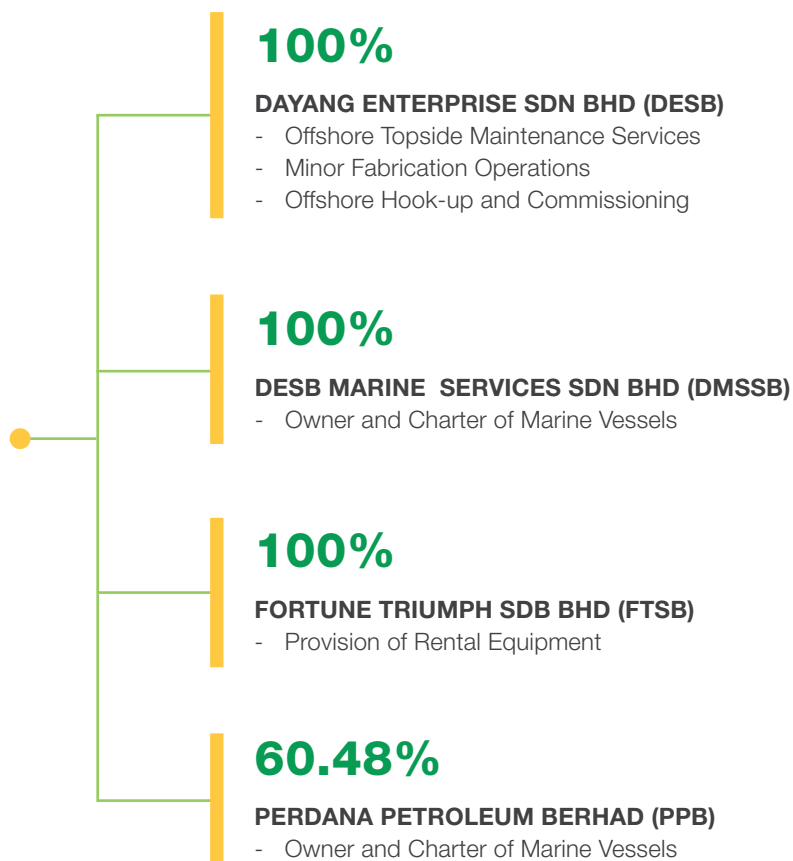 100%
DAYANG ENTERPRISE SDN BHD (DESB)
- Offshore Topside Maintenance Services
- Minor Fabrication Operations
- Offshore Hook-up and Commissioning
100%
DESB MARINE SERVICES SDN BHD (DMSSB)
- Owner and Charter of Marine Vessels
100%
FORTUNE TRIUMPH SDB BHD (FTSB)
- Provision of Rental Equipment
60.48%
PERDANA PETROLEUM BERHAD (PPB)
- Owner and Charter of Marine Vessels